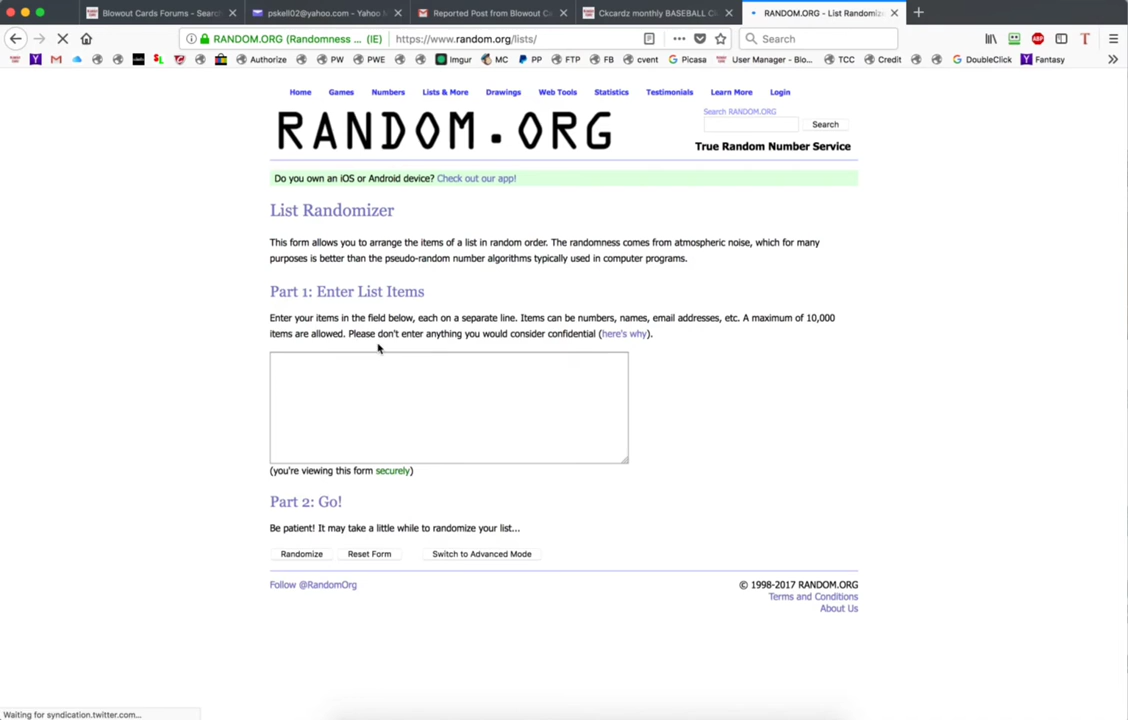 Blowout Cards Forums - Sear
pskell02@yahoo.com - Yahoo
Reported Post from Blowout C
Ckcardz monthly BASEBALL C
RANDOM.ORG - List Randomiz
RANDOM.ORG (Randomness ... (IE)
https://www.random.org/lists/
Search
Authorize
PW
PWE
Imgur
MC
PP
FTP
FB
cvent
Picasa
User Manager - Blo...
TCC
Credit
DoubleClick
Fantasy
Home Games Numbers Lists & More Drawings Web Tools Statistics Testimonials Learn More Login
RANDOM.ORG
Search RANDOM.ORG
Search
True Random Number Service
Do you own an iOS or Android device? Check out our app!
List Randomizer
This form allows you to arrange the items of a list in random order. The randomness comes from atmospheric noise, which for many
purposes is better than the pseudo-random number algorithms typically used in computer programs.
Part 1: Enter List Items
Enter your items in the field below, each on a separate line. Items can be numbers, names, email addresses, etc. A maximum of 10,000
items are allowed. Please don't enter anything you would consider confidential (here's why).
(you're viewing this form securely)
Part 2: Go!
Be patient! It may take a little while to randomize your list...
Randomize Reset Form Switch to Advanced Mode
Follow @RandomOrg
© 1998-2017 RANDOM.ORG
Terms and Conditions
About Us
Waiting for syndication.twitter.com...